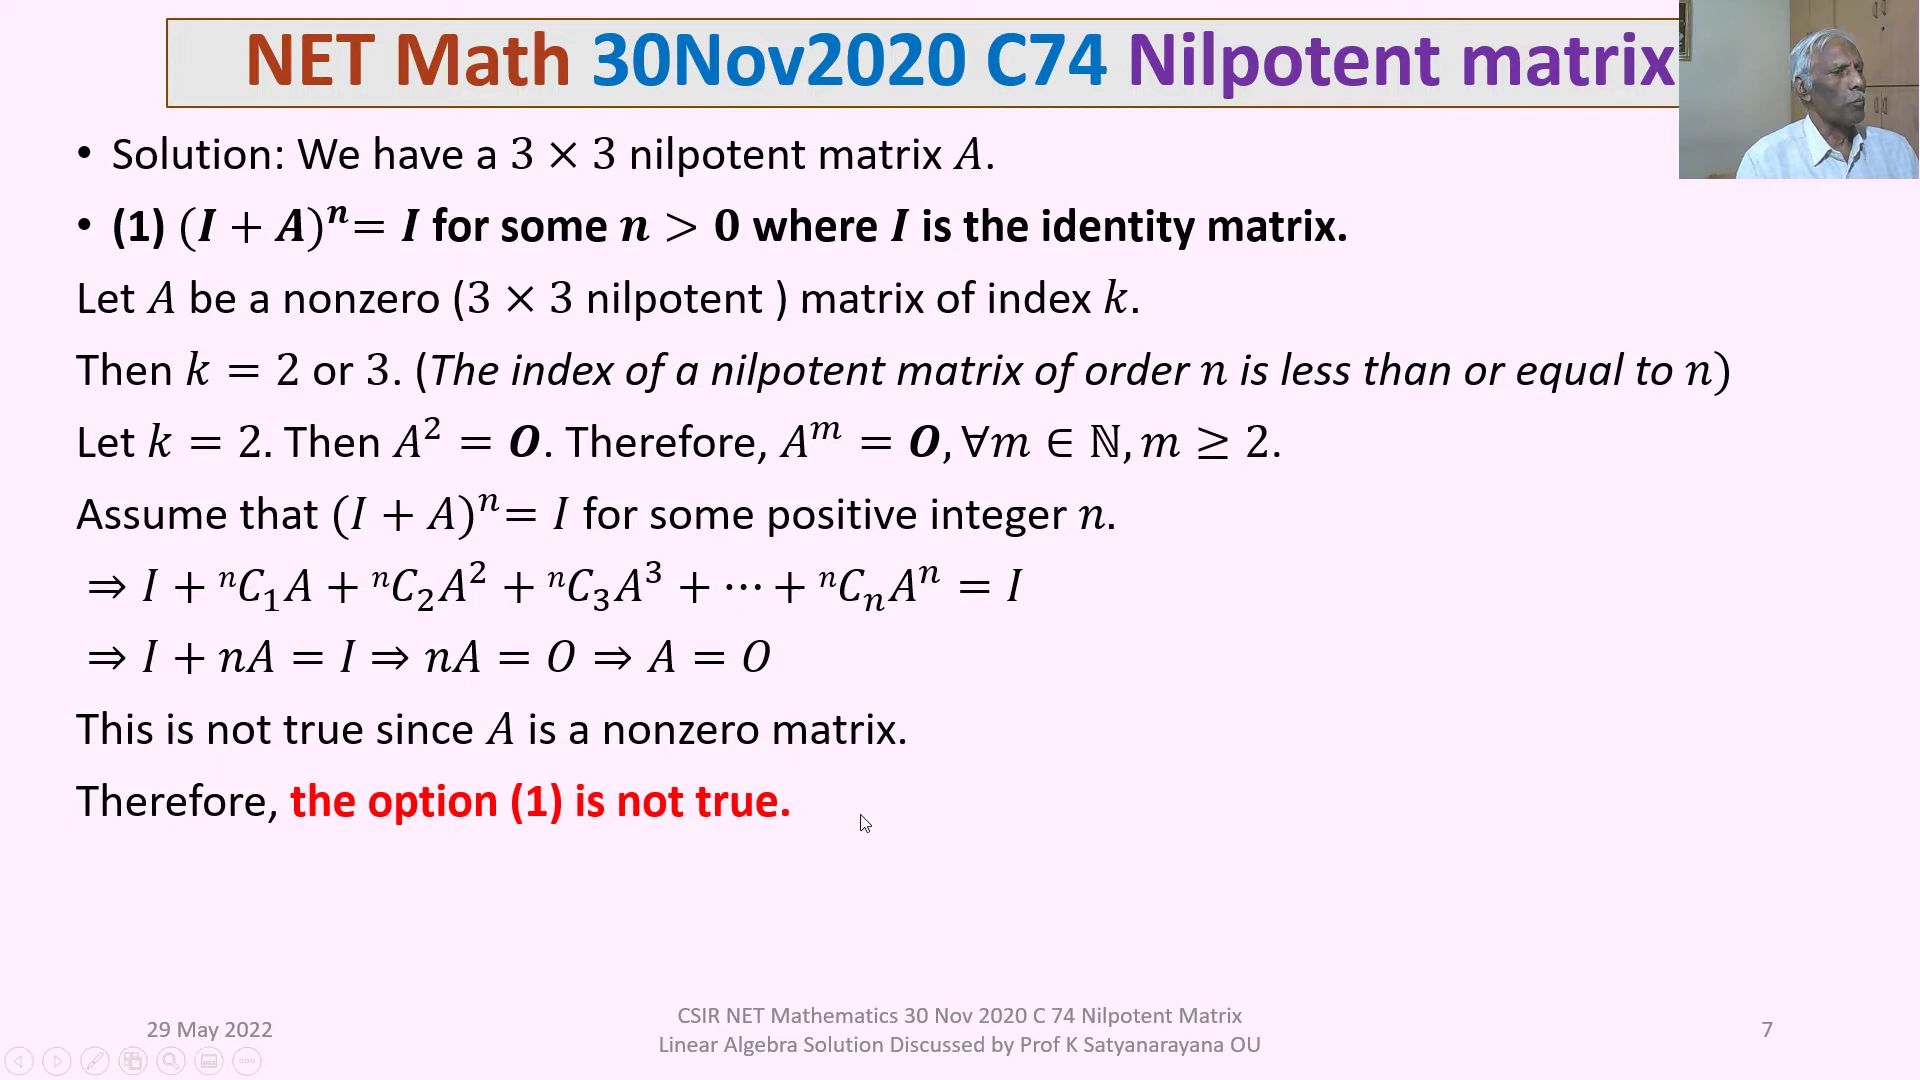 NET Math 30Nov2020 C74 Nilpotent matrix
• Solution: We have a 3 × 3 nilpotent matrix A.
• (1) (I + A)ⁿ= I for some n > 0 where I is the identity matrix.
Let A be a nonzero (3 × 3 nilpotent ) matrix of index k.
Then k = 2 or 3. (The index of a nilpotent matrix of order n is less than or equal to n)
Let k = 2. Then A² = O. Therefore, Aᵐ = O, ∀m ∈ ℕ, m ≥ 2.
Assume that (I + A)ⁿ= I for some positive integer n.
⇒ I + ⁿC₁A + ⁿC₂A² + ⁿC₃A³ + ⋯ + ⁿCₙAⁿ = I
⇒ I + nA = I ⇒ nA = O ⇒ A = O
This is not true since A is a nonzero matrix.
Therefore, the option (1) is not true.
29 May 2022
CSIR NET Mathematics 30 Nov 2020 C 74 Nilpotent Matrix
Linear Algebra Solution Discussed by Prof K Satyanarayana OU
7